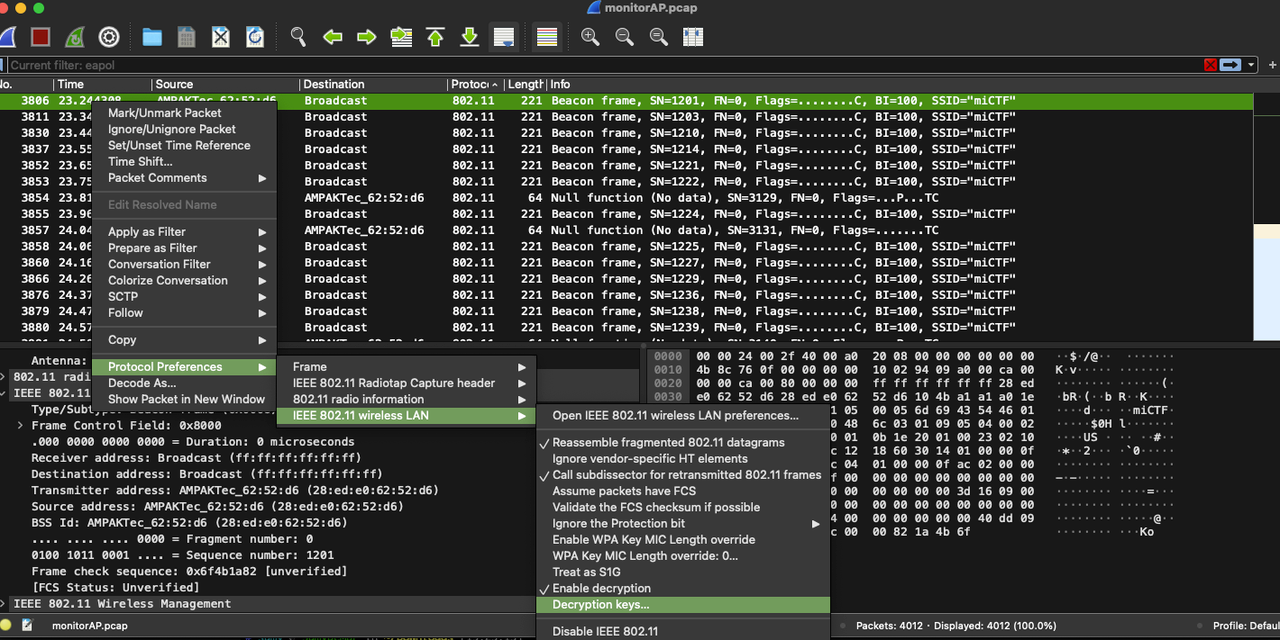 monitorAP.pcap
Current filter: eapol
No. Time Source Destination Protoc Length Info
3806 23.244308 AMPAKTec_62:52:d6 Broadcast 802.11 221 Beacon frame, SN=1201, FN=0, Flags=........C, BI=100, SSID="miCTF"
3811 23.34 Broadcast 802.11 221 Beacon frame, SN=1203, FN=0, Flags=........C, BI=100, SSID="miCTF"
3830 23.44 Broadcast 802.11 221 Beacon frame, SN=1210, FN=0, Flags=........C, BI=100, SSID="miCTF"
3837 23.55 Broadcast 802.11 221 Beacon frame, SN=1214, FN=0, Flags=........C, BI=100, SSID="miCTF"
3852 23.65 Broadcast 802.11 221 Beacon frame, SN=1221, FN=0, Flags=........C, BI=100, SSID="miCTF"
3853 23.75 Broadcast 802.11 221 Beacon frame, SN=1222, FN=0, Flags=........C, BI=100, SSID="miCTF"
3854 23.81 AMPAKTec_62:52:d6 802.11 64 Null function (No data), SN=3129, FN=0, Flags=...P...TC
3855 23.96 Broadcast 802.11 221 Beacon frame, SN=1224, FN=0, Flags=........C, BI=100, SSID="miCTF"
3857 24.04 AMPAKTec_62:52:d6 802.11 64 Null function (No data), SN=3131, FN=0, Flags=.......TC
3858 24.06 Broadcast 802.11 221 Beacon frame, SN=1225, FN=0, Flags=........C, BI=100, SSID="miCTF"
3860 24.16 Broadcast 802.11 221 Beacon frame, SN=1227, FN=0, Flags=........C, BI=100, SSID="miCTF"
3866 24.26 Broadcast 802.11 221 Beacon frame, SN=1229, FN=0, Flags=........C, BI=100, SSID="miCTF"
3876 24.37 Broadcast 802.11 221 Beacon frame, SN=1236, FN=0, Flags=........C, BI=100, SSID="miCTF"
3879 24.47 Broadcast 802.11 221 Beacon frame, SN=1238, FN=0, Flags=........C, BI=100, SSID="miCTF"
3880 24.57 Broadcast 802.11 221 Beacon frame, SN=1239, FN=0, Flags=........C, BI=100, SSID="miCTF"
Mark/Unmark Packet
Ignore/Unignore Packet
Set/Unset Time Reference
Time Shift...
Packet Comments
Edit Resolved Name
Apply as Filter
Prepare as Filter
Conversation Filter
Colorize Conversation
SCTP
Follow
Copy
Protocol Preferences
Decode As...
Show Packet in New Window
Frame
IEEE 802.11 Radiotap Capture header
802.11 radio information
IEEE 802.11 wireless LAN
Open IEEE 802.11 wireless LAN preferences...
Reassemble fragmented 802.11 datagrams
Ignore vendor-specific HT elements
Call subdissector for retransmitted 802.11 frames
Assume packets have FCS
Validate the FCS checksum if possible
Ignore the Protection bit
Enable WPA Key MIC Length override
WPA Key MIC Length override: 0...
Treat as S1G
Enable decryption
Decryption keys...
Disable IEEE 802.11
Antenna:
802.11 radi
IEEE 802.11
Frame Control Field: 0x8000
.000 0000 0000 0000 = Duration: 0 microseconds
Receiver address: Broadcast (ff:ff:ff:ff:ff:ff)
Destination address: Broadcast (ff:ff:ff:ff:ff:ff)
Transmitter address: AMPAKTec_62:52:d6 (28:ed:e0:62:52:d6)
Source address: AMPAKTec_62:52:d6 (28:ed:e0:62:52:d6)
BSS Id: AMPAKTec_62:52:d6 (28:ed:e0:62:52:d6)
.... .... .... 0000 = Fragment number: 0
0100 1011 0001 .... = Sequence number: 1201
Frame check sequence: 0x6f4b1a82 [unverified]
[FCS Status: Unverified]
IEEE 802.11 Wireless Management
0000 00 00 24 00 2f 40 00 a0 20 08 00 00 00 00 00 00 ··$·/@·· ········
0010 4b 8c 76 0f 00 00 00 00 10 02 94 09 a0 00 ca 00 K·v····· ········
0020 00 00 ca 00 80 00 00 00 ff ff ff ff ff ff 28 ed ········ ······(·
0030 e0 62 52 d6 28 ed e0 62 52 d6 10 4b a1 a1 a0 1e ·bR·(··b R··K····
1 05 00 05 6d 69 43 54 46 01
48 6c 03 01 09 05 04 00 02
01 0b 1e 20 01 00 23 02 10
c 12 18 60 30 14 01 00 00 0f
c 04 01 00 00 0f ac 02 00 00
00 00 00 00 00 00 3d 16 09 00
00 00 00 00 00 00 00 00 00 00
00 00 00 00 00 00 40 dd 09
c 00 00 82 1a 4b 6f
monitorAP.pcap
Packets: 4012 · Displayed: 4012 (100.0%)
Profile: Defau